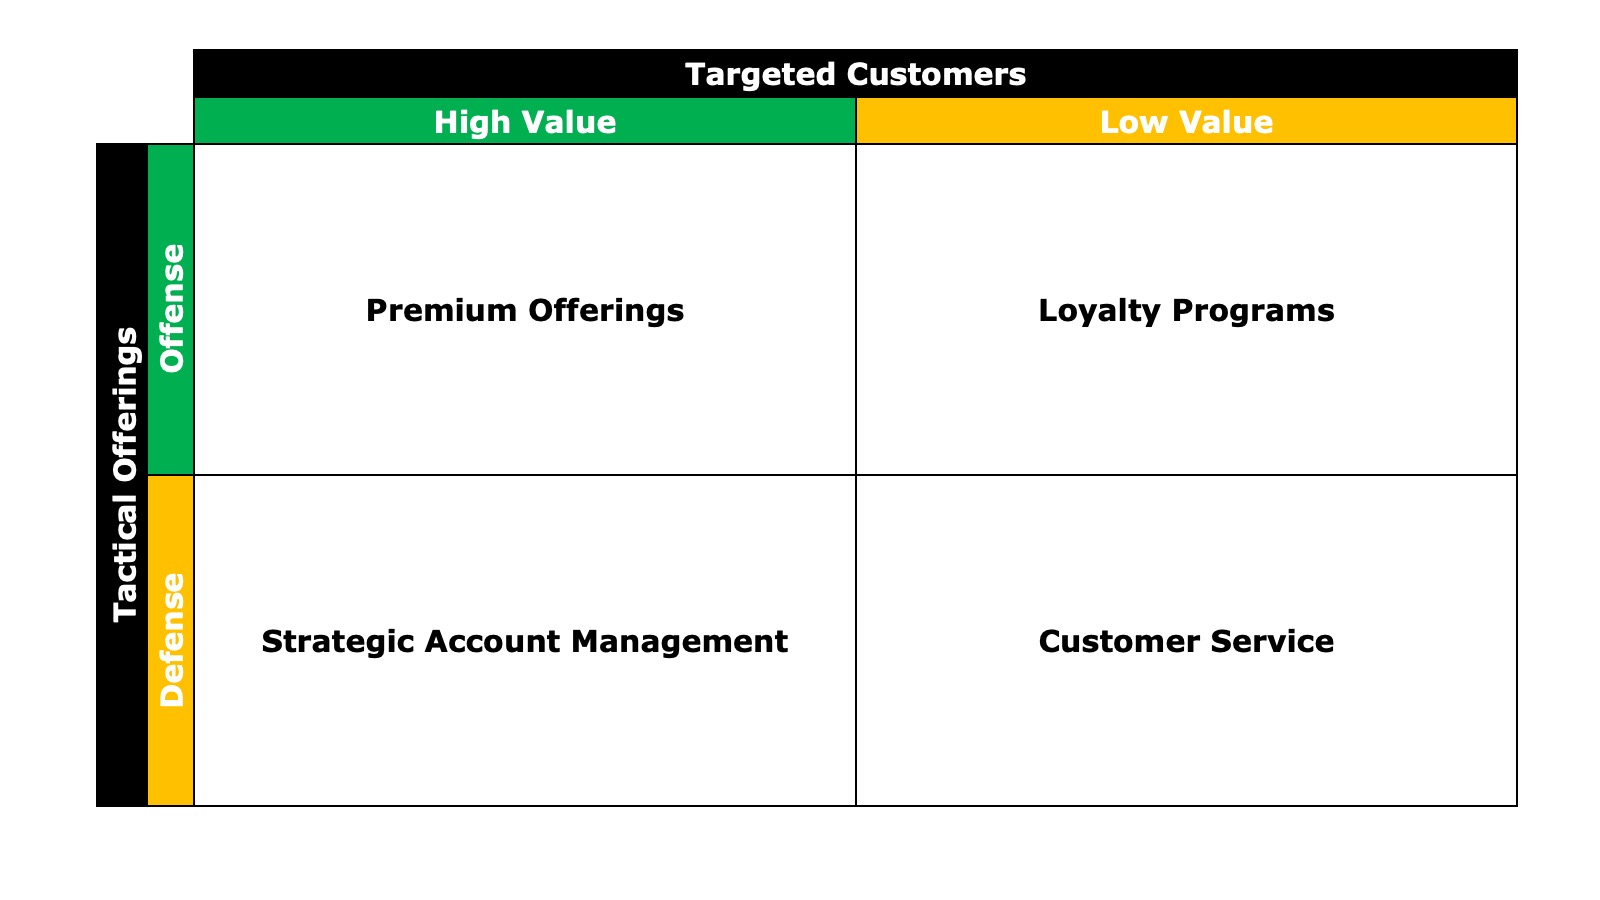 Targeted Customers
High Value
Low Value
Tactical Offerings
Offense
Premium Offerings
Loyalty Programs
Defense
Strategic Account Management
Customer Service